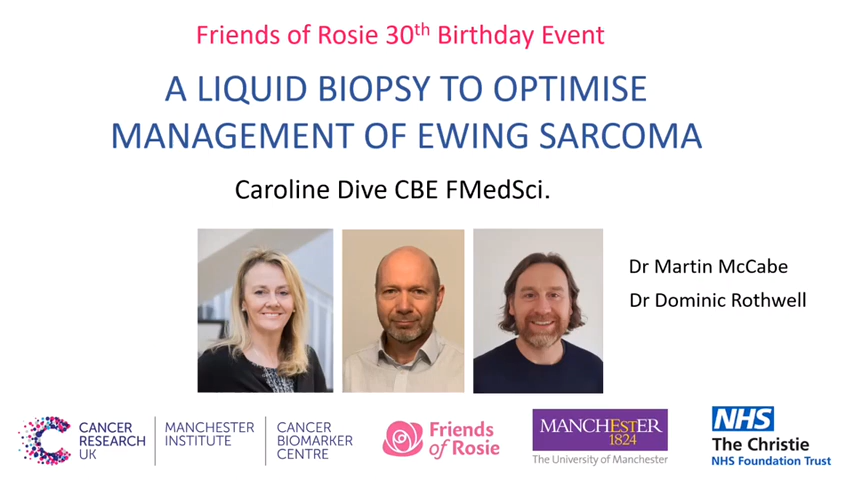 Friends of Rosie 30th Birthday Event
A LIQUID BIOPSY TO OPTIMISE
MANAGEMENT OF EWING SARCOMA
Caroline Dive CBE FMedSci.
Dr Martin McCabe
Dr Dominic Rothwell
CANCER
RESEARCH
UK
MANCHESTER
INSTITUTE
CANCER
BIOMARKER
CENTRE
Friends
of Rosie
MANCHESTER
1824
The University of Manchester
NHS
The Christie
NHS Foundation Trust